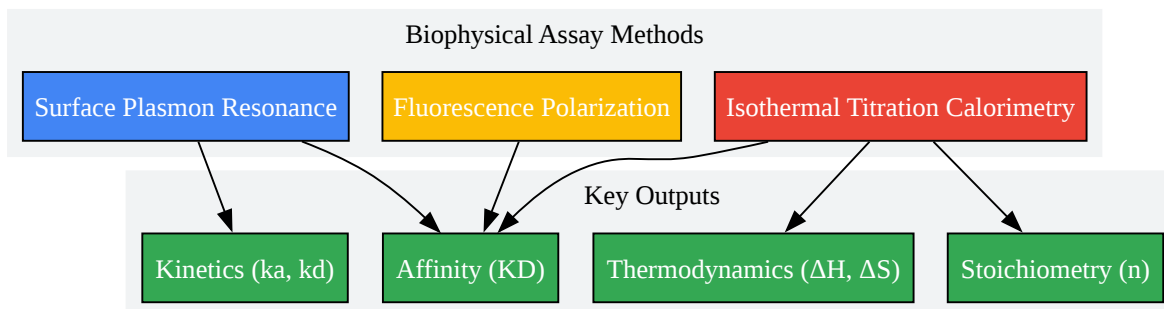 Biophysical Assay Methods
Surface Plasmon Resonance
Fluorescence Polarization
Isothermal Titration Calorimetry
Key Outputs
Kinetics (ka, kd)
Affinity (KD)
Thermodynamics (ΔH, ΔS)
Stoichiometry (n)